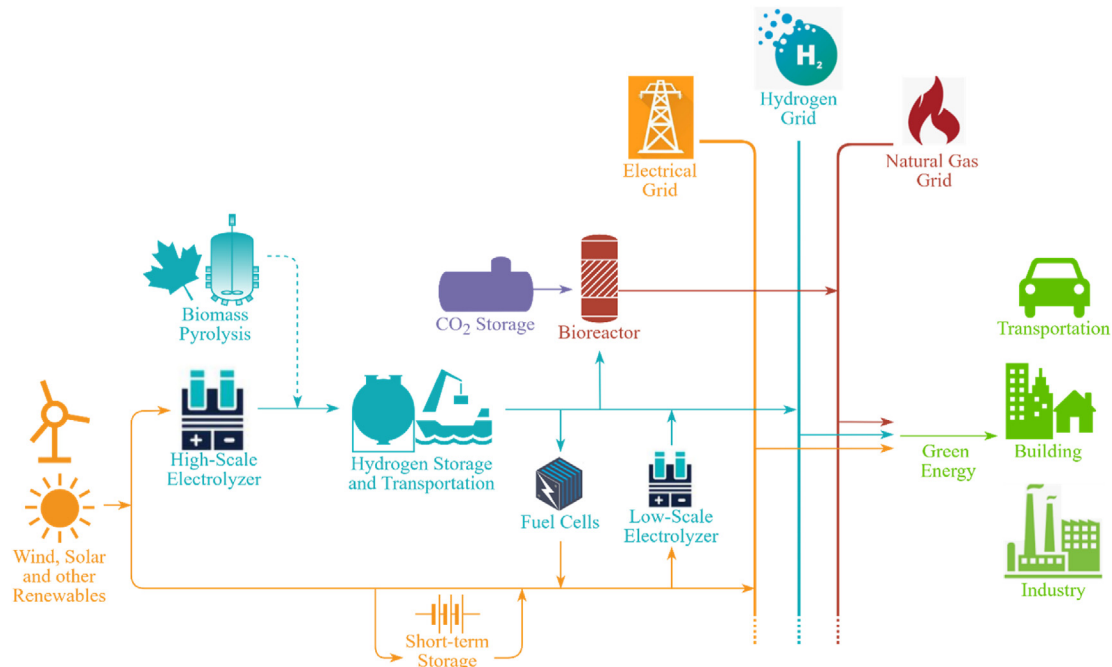 H2
Hydrogen
Grid
Electrical
Grid
Natural Gas
Grid
Biomass
Pyrolysis
CO2 Storage
Bioreactor
Transportation
High-Scale
Electrolyzer
Hydrogen Storage
and Transportation
Fuel Cells
Low-Scale
Electrolyzer
Green
Energy
Building
Wind, Solar
and other
Renewables
Short-term
Storage
Industry